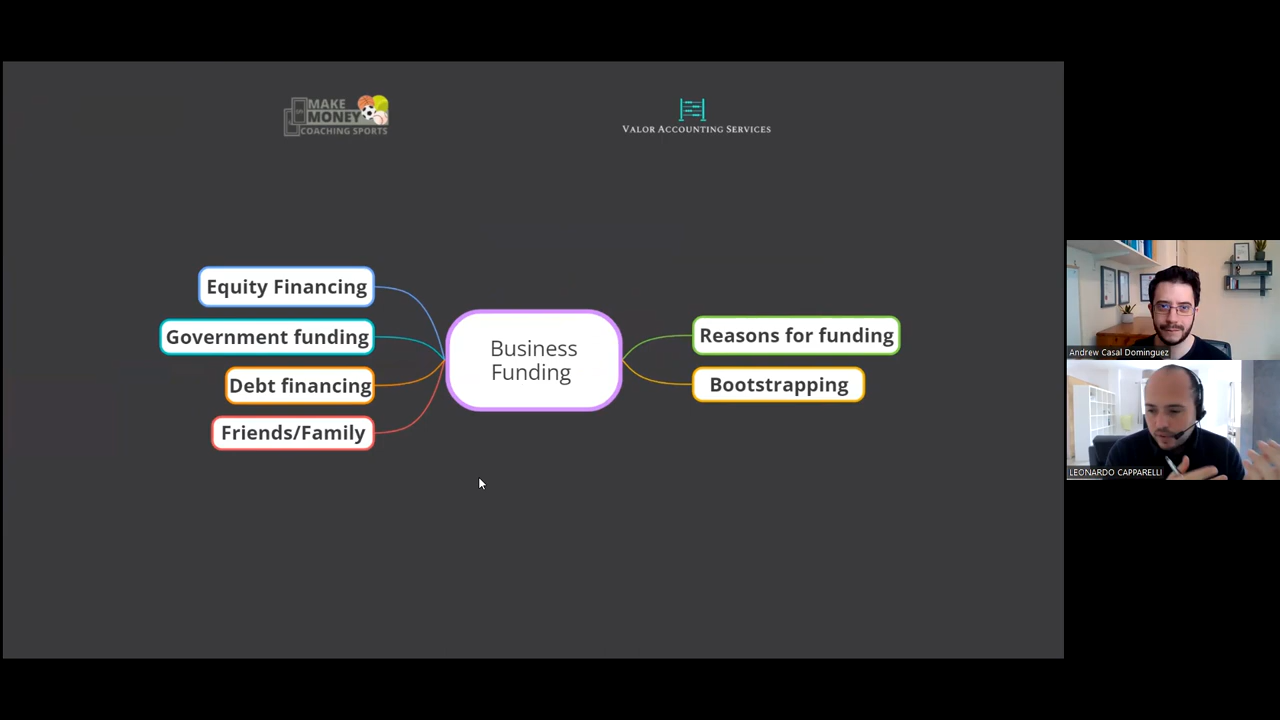 MAKE
MONEY
COACHING SPORTS
VALOR ACCOUNTING SERVICES
Equity Financing
Government funding
Debt financing
Friends/Family
Business
Funding
Reasons for funding
Bootstrapping
Andrew Casal Dominguez
LEONARDO CAPPARELLI